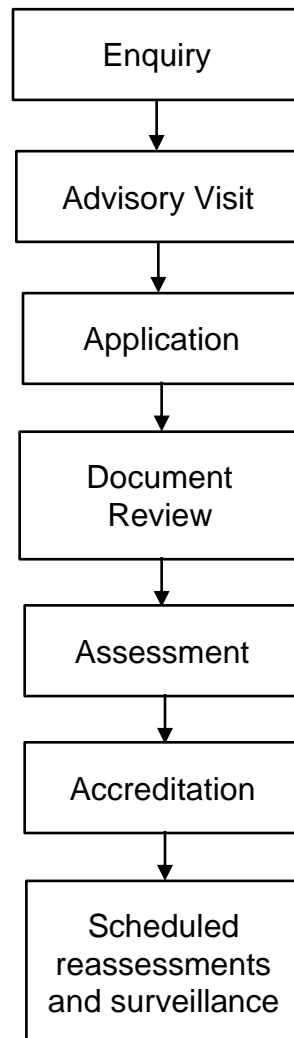 Enquiry
Advisory Visit
Application
Document
Review
Assessment
Accreditation
Scheduled
reassessments
and surveillance